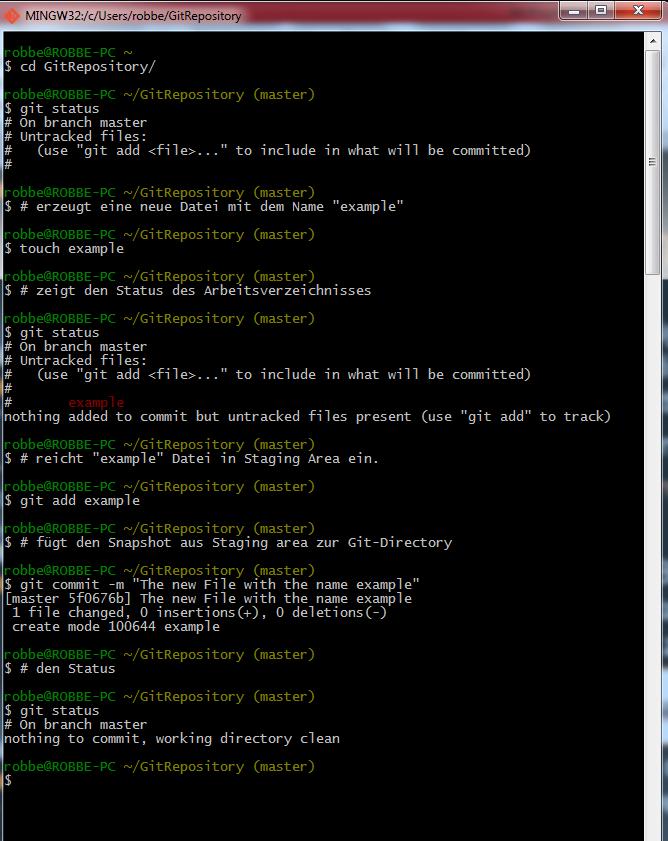 MINGW32:/c/Users/robbe/GitRepository
robbe@ROBBE-PC ~
$ cd GitRepository/
robbe@ROBBE-PC ~/GitRepository (master)
$ git status
# On branch master
# Untracked files:
#   (use "git add <file>..." to include in what will be committed)
#
robbe@ROBBE-PC ~/GitRepository (master)
$ # erzeugt eine neue Datei mit dem Name "example"
robbe@ROBBE-PC ~/GitRepository (master)
$ touch example
robbe@ROBBE-PC ~/GitRepository (master)
$ # zeigt den Status des Arbeitsverzeichnisses
robbe@ROBBE-PC ~/GitRepository (master)
$ git status
# On branch master
# Untracked files:
#   (use "git add <file>..." to include in what will be committed)
#
#       example
nothing added to commit but untracked files present (use "git add" to track)
robbe@ROBBE-PC ~/GitRepository (master)
$ # reicht "example" Datei in Staging Area ein.
robbe@ROBBE-PC ~/GitRepository (master)
$ git add example
robbe@ROBBE-PC ~/GitRepository (master)
$ # fügt den Snapshot aus Staging area zur Git-Directory
robbe@ROBBE-PC ~/GitRepository (master)
$ git commit -m "The new File with the name example"
[master 5f0676b] The new File with the name example
 1 file changed, 0 insertions(+), 0 deletions(-)
 create mode 100644 example
robbe@ROBBE-PC ~/GitRepository (master)
$ # den Status
robbe@ROBBE-PC ~/GitRepository (master)
$ git status
# On branch master
nothing to commit, working directory clean
robbe@ROBBE-PC ~/GitRepository (master)
$